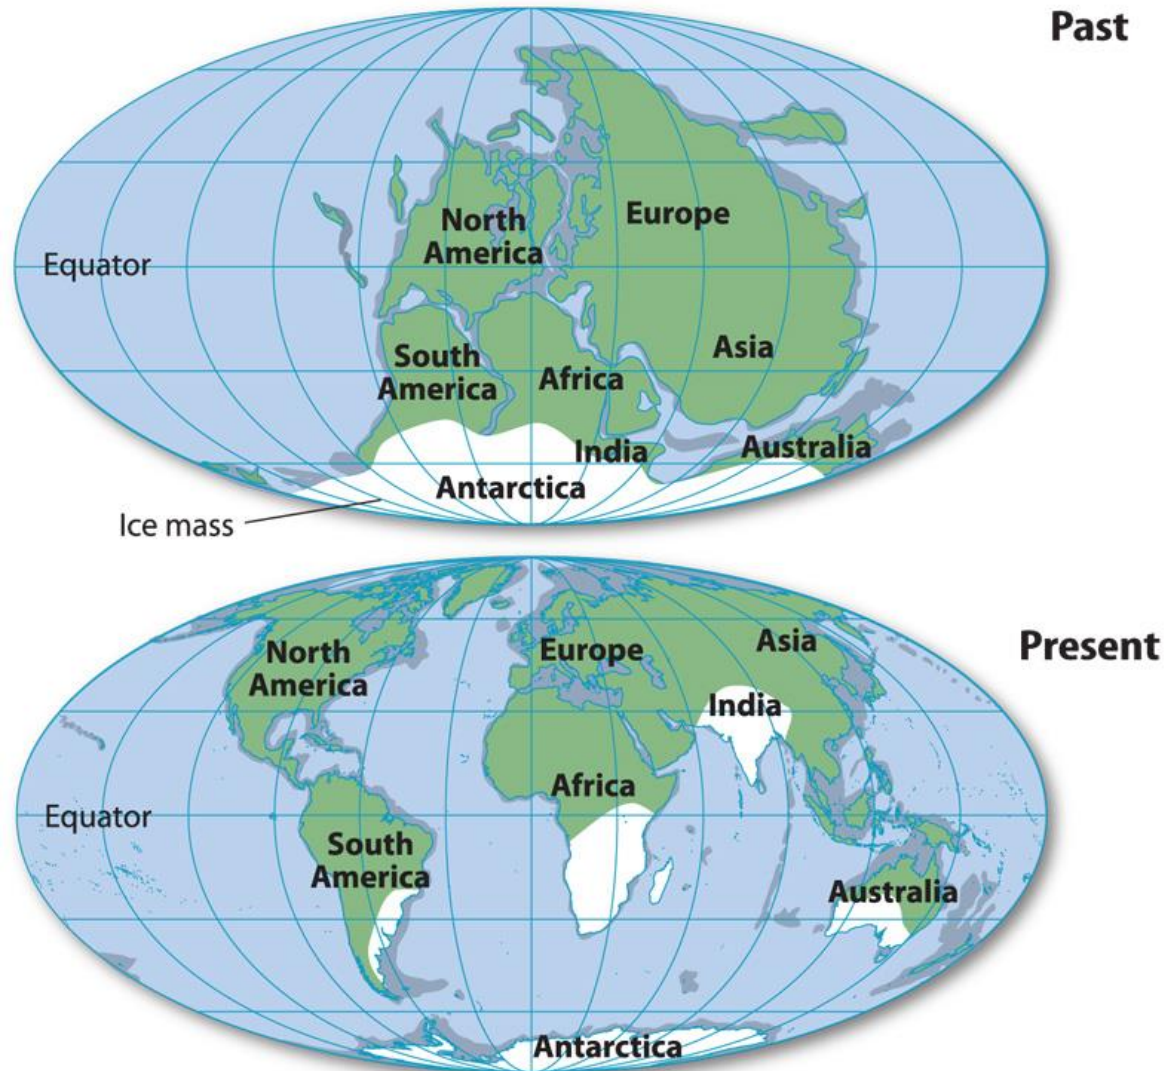 Past
North
America
Europe
Equator
South
America
Africa
Asia
India
Australia
Antarctica
Ice mass
Present
North
America
Europe
Asia
India
Africa
Equator
South
America
Australia
Antarctica